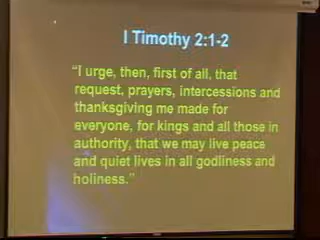 I Timothy 2:1-2
“I urge, then, first of all, that
request, prayers, intercessions and
thanksgiving me made for
everyone, for kings and all those in
authority, that we may live peace
and quiet lives in all godliness and
holiness.”